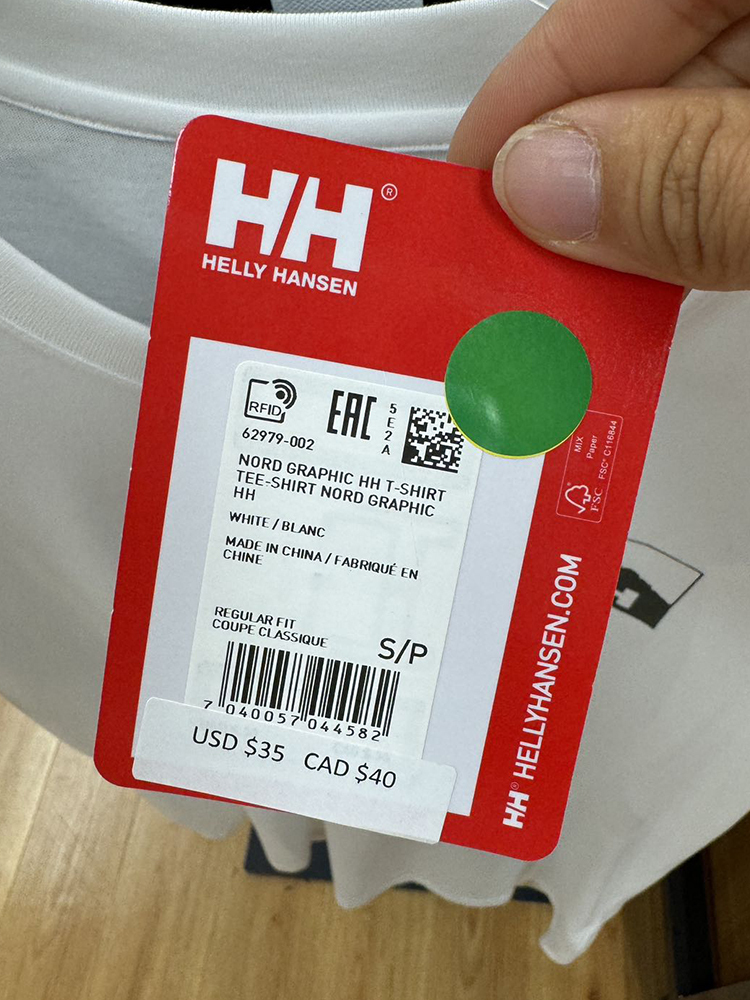 HH®
HELLY HANSEN
RFID
EAC
5E2A
62979-002
NORD GRAPHIC HH T-SHIRT
TEE-SHIRT NORD GRAPHIC
HH
WHITE / BLANC
MADE IN CHINA / FABRIQUÉ EN
CHINE
REGULAR FIT
COUPE CLASSIQUE
S/P
7 040057 044582
USD $35 CAD $40
MIX
Paper
FSC® C116844
FSC
HH® HELLYHANSEN.COM